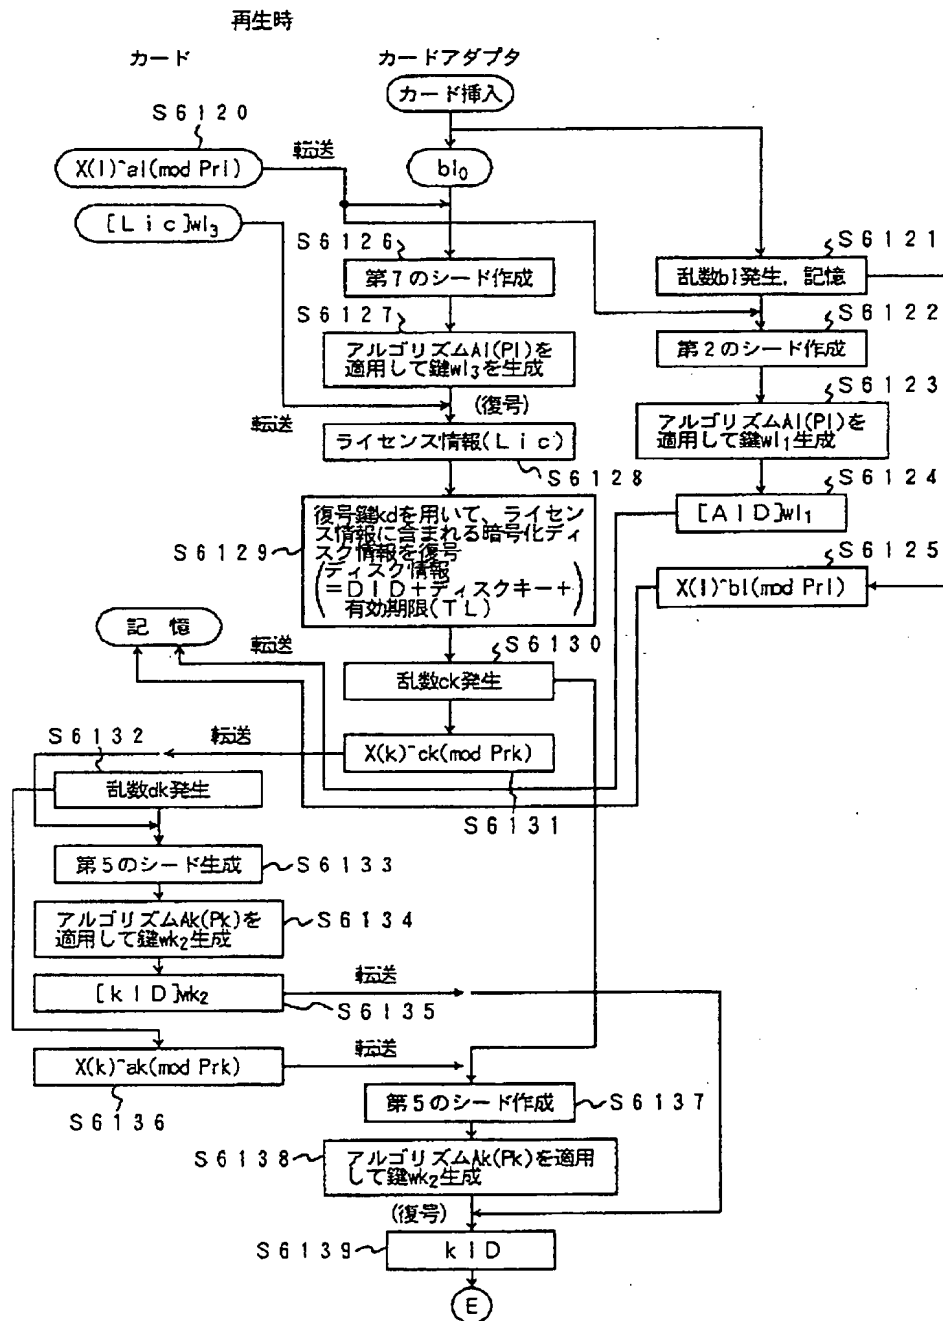 再生時
カード
カードアダプタ
カード挿入
S6120
転送
X(l)^al(mod Prl)
bl₀
[Lic]wl₃
S6126
S6121
第7のシード作成
乱数bl発生，記憶
S6127
S6122
アルゴリズムAl(Pl)を
適用して鍵wl₃を生成
第2のシード作成
S6123
(復号)
転送
アルゴリズムAl(Pl)を
適用して鍵wl₁生成
ライセンス情報(Lic)
S6128
S6124
[AID]wl₁
復号鍵kdを用いて、ライセン
ス情報に含まれる暗号化ディ
スク情報を復号
(ディスク情報
=DID+ディスクキー+
有効期限(TL))
S6129
S6125
X(l)^bl(mod Prl)
記憶
転送
S6130
乱数ck発生
S6132
転送
X(k)^ck(mod Prk)
乱数dk発生
S6131
第5のシード生成
S6133
アルゴリズムAk(Pk)を
適用して鍵wk₂生成
S6134
転送
[kID]wk₂
S6135
転送
X(k)^ak(mod Prk)
S6136
第5のシード作成
S6137
S6138
アルゴリズムAk(Pk)を適用
して鍵wk₂生成
(復号)
S6139
kID
E